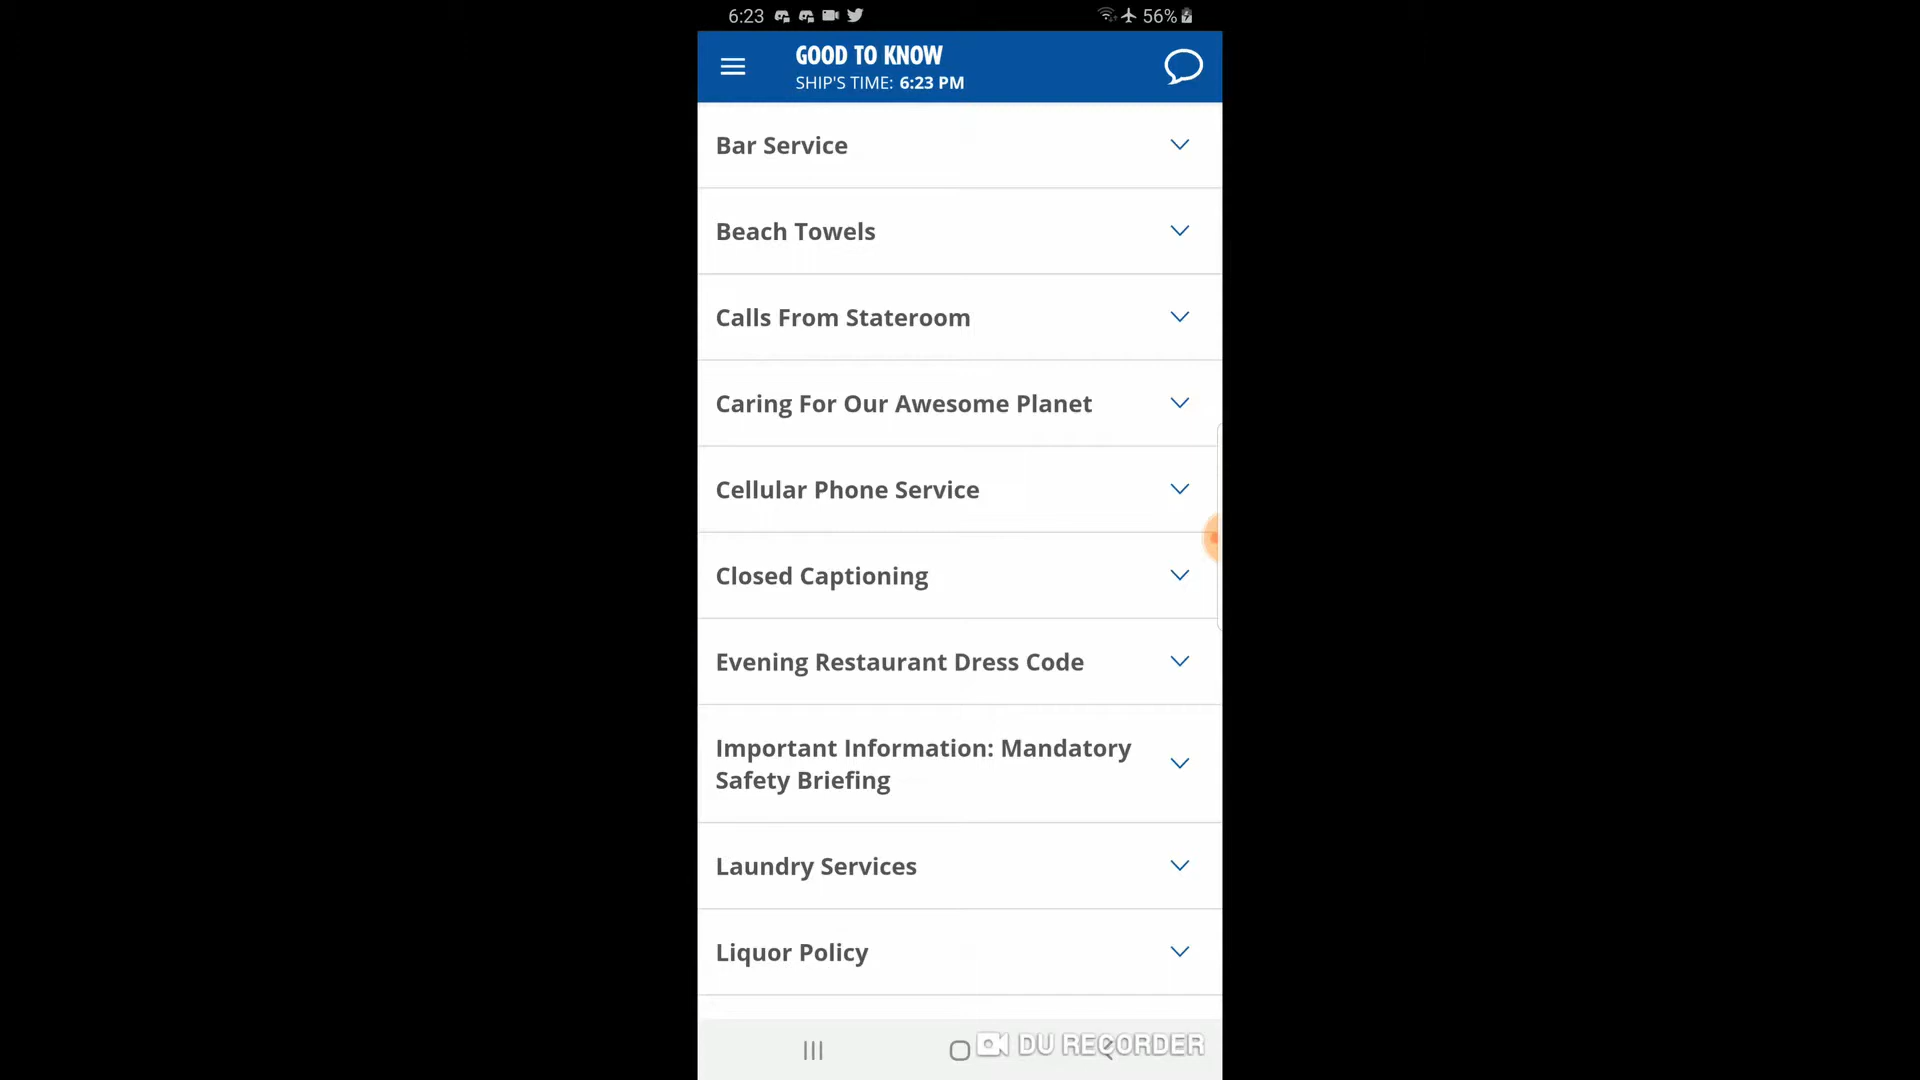 6:23
56%
GOOD TO KNOW
SHIP'S TIME: 6:23 PM
Bar Service
Beach Towels
Calls From Stateroom
Caring For Our Awesome Planet
Cellular Phone Service
Closed Captioning
Evening Restaurant Dress Code
Important Information: Mandatory
Safety Briefing
Laundry Services
Liquor Policy
DU RECORDER